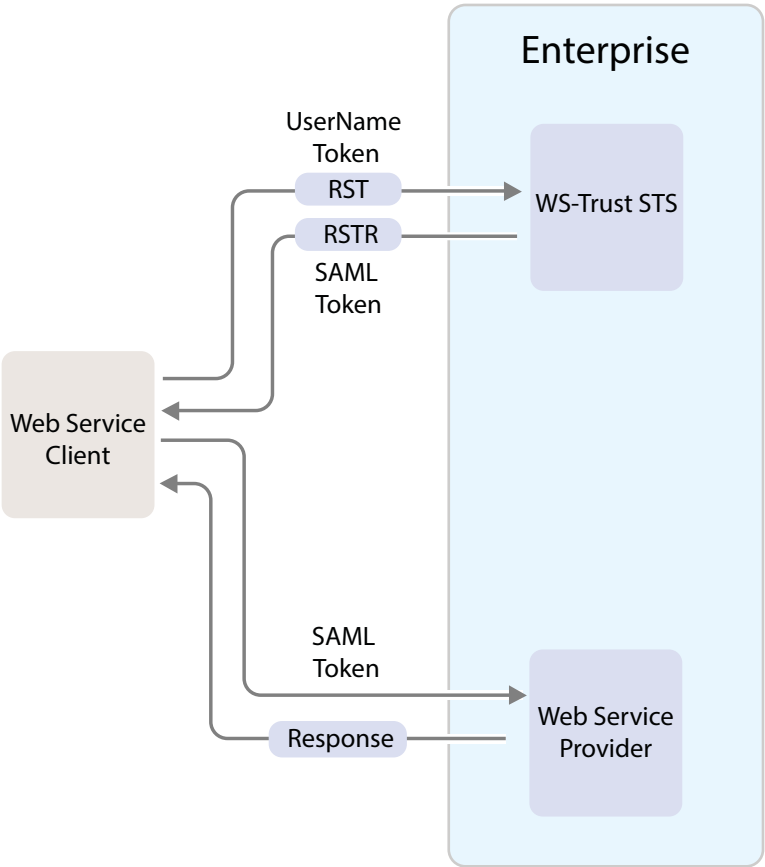 Enterprise
UserName
Token
RST
WS-Trust STS
RSTR
SAML
Token
Web Service
Client
SAML
Token
Web Service
Provider
Response